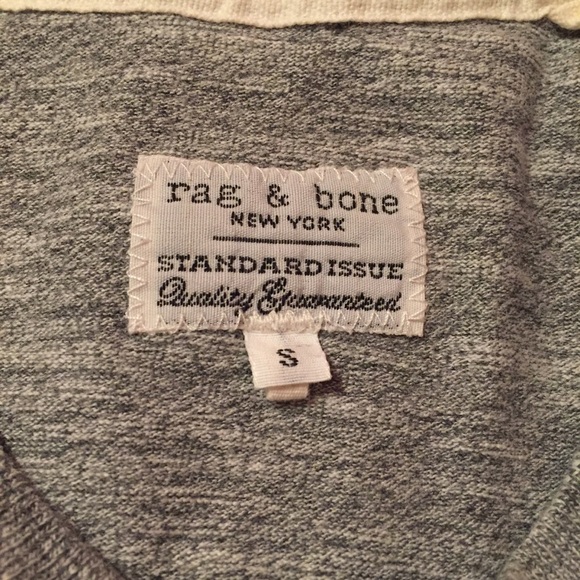 rag & bone
NEW YORK
STANDARD ISSUE
Quality Guaranteed
S